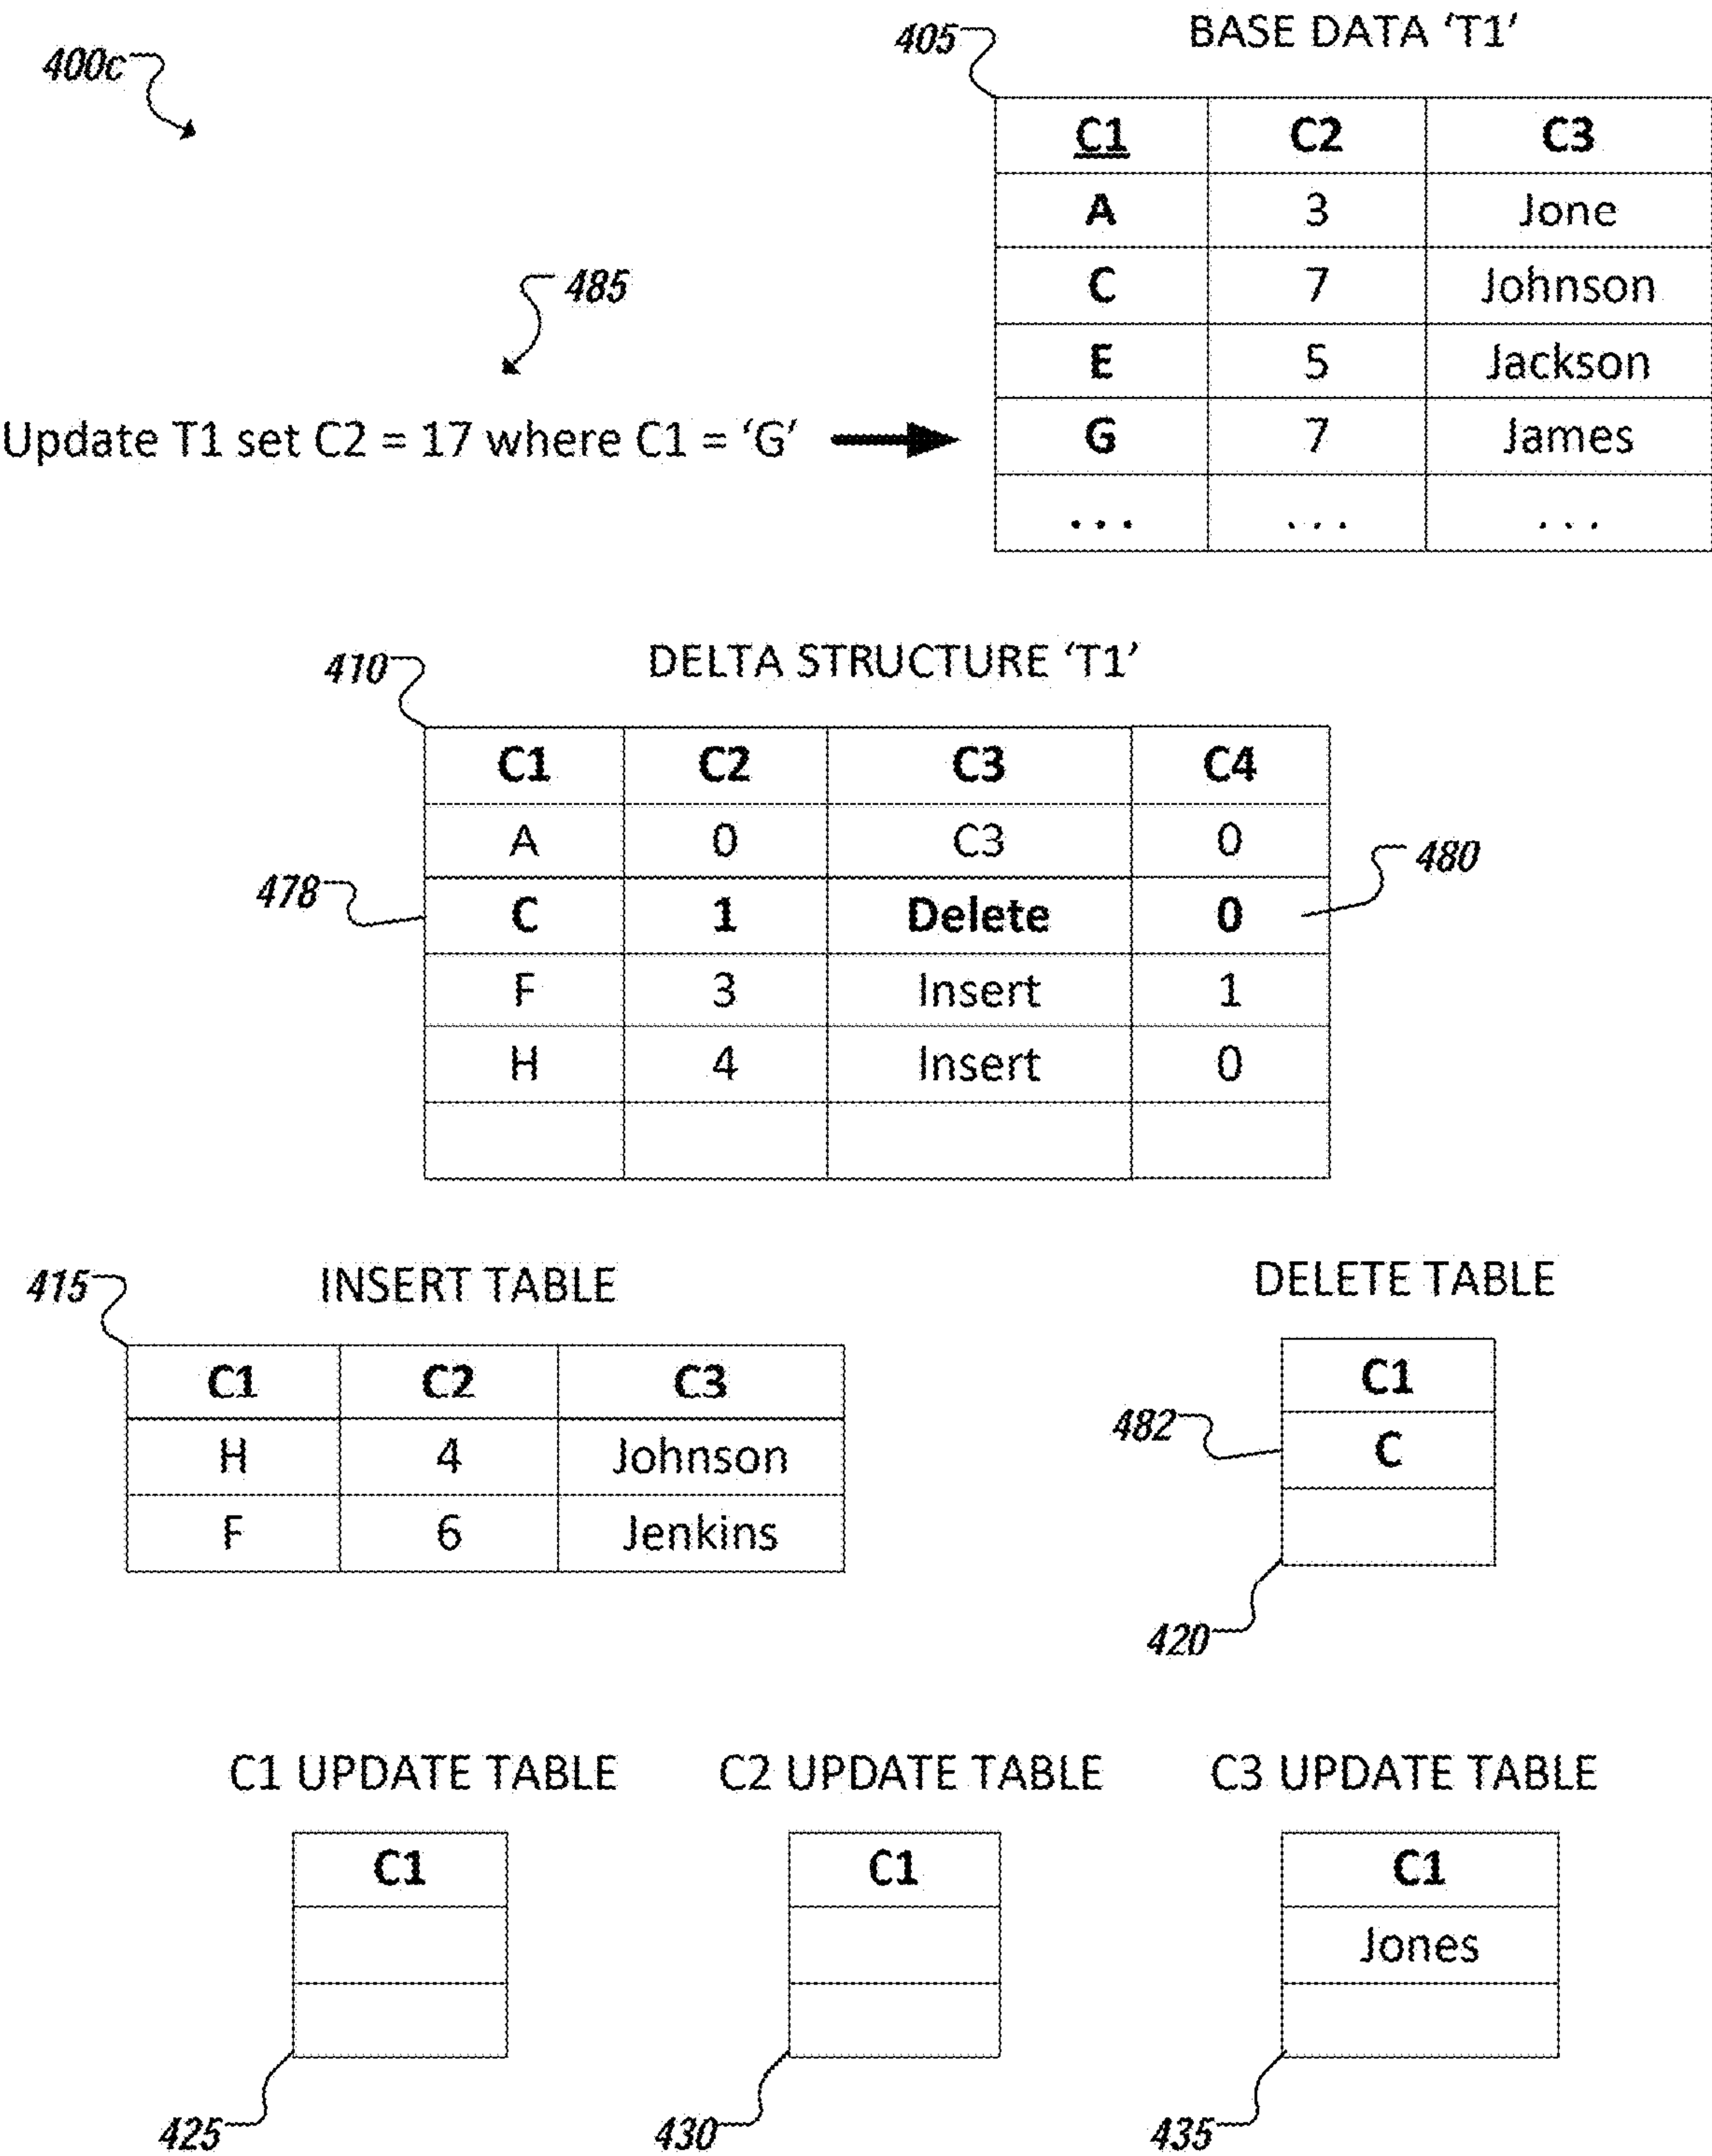 BASE DATA ‘T1’
400c
405
C1 C2 C3
A 3 Jone
C 7 Johnson
485
E 5 Jackson
Update T1 set C2 = 17 where C1 = ‘G’
G 7 James
... ... ...
410
DELTA STRUCTURE ‘T1’
C1 C2 C3 C4
A 0 C3 0
478
480
C 1 Delete 0
F 3 Insert 1
H 4 Insert 0
415
INSERT TABLE
C1 C2 C3
H 4 Johnson
F 6 Jenkins
DELETE TABLE
C1
482
C
420
C1 UPDATE TABLE
C1
425
C2 UPDATE TABLE
C1
430
C3 UPDATE TABLE
C1
Jones
435